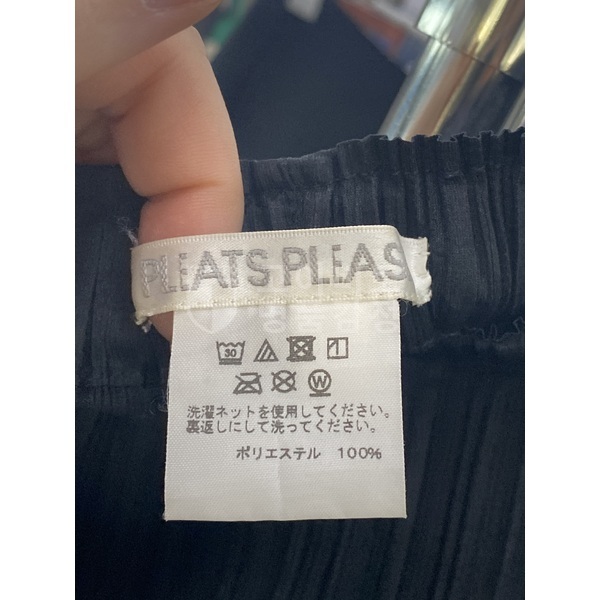 PLEATS PLEAS
30
W
洗濯ネットを使用してください。
裏返しにして洗ってください。
ポリエステル 100%